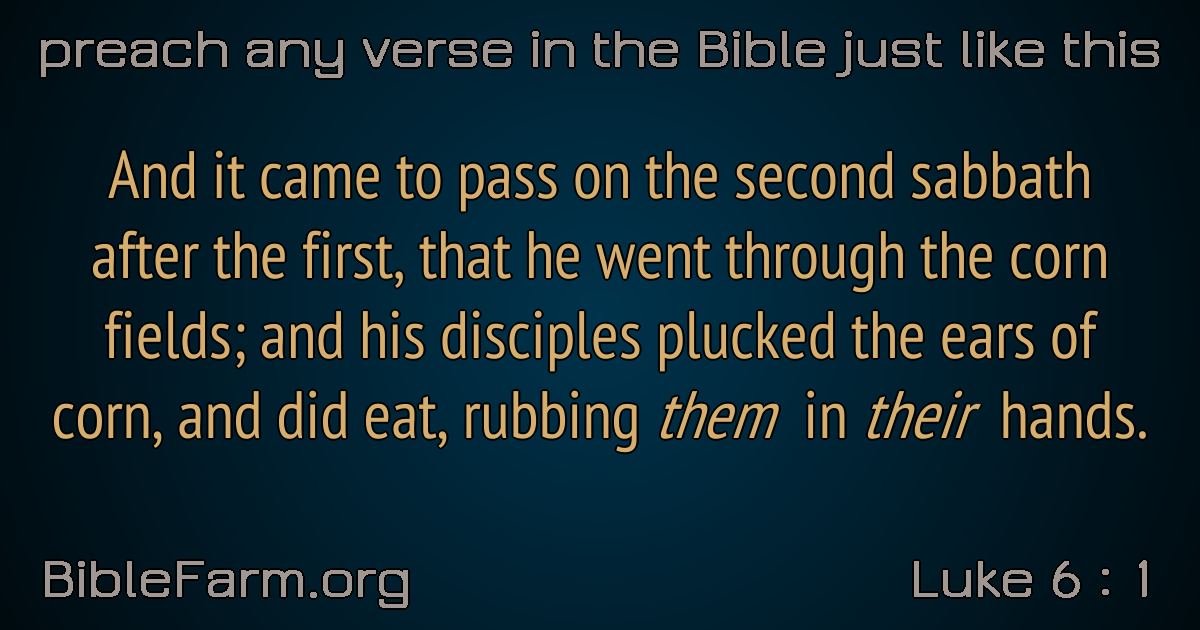 preach any verse in the Bible just like this
And it came to pass on the second sabbath
after the first, that he went through the corn
fields; and his disciples plucked the ears of
corn, and did eat, rubbing them in their hands.
BibleFarm.org
Luke 6 : 1